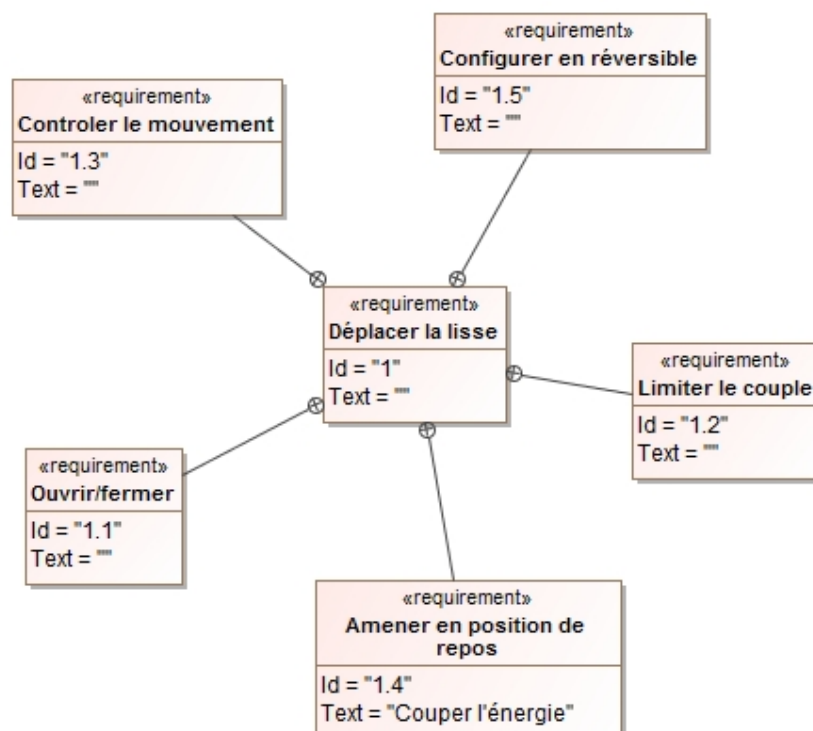 «requirement»
Configurer en réversible
Id = "1.5"
Text = ""
«requirement»
Controler le mouvement
Id = "1.3"
Text = ""
«requirement»
Déplacer la lisse
Id = "1"
Text = ""
«requirement»
Limiter le couple
Id = "1.2"
Text = ""
«requirement»
Ouvrir/fermer
Id = "1.1"
Text = ""
«requirement»
Amener en position de
repos
Id = "1.4"
Text = "Couper l'énergie"